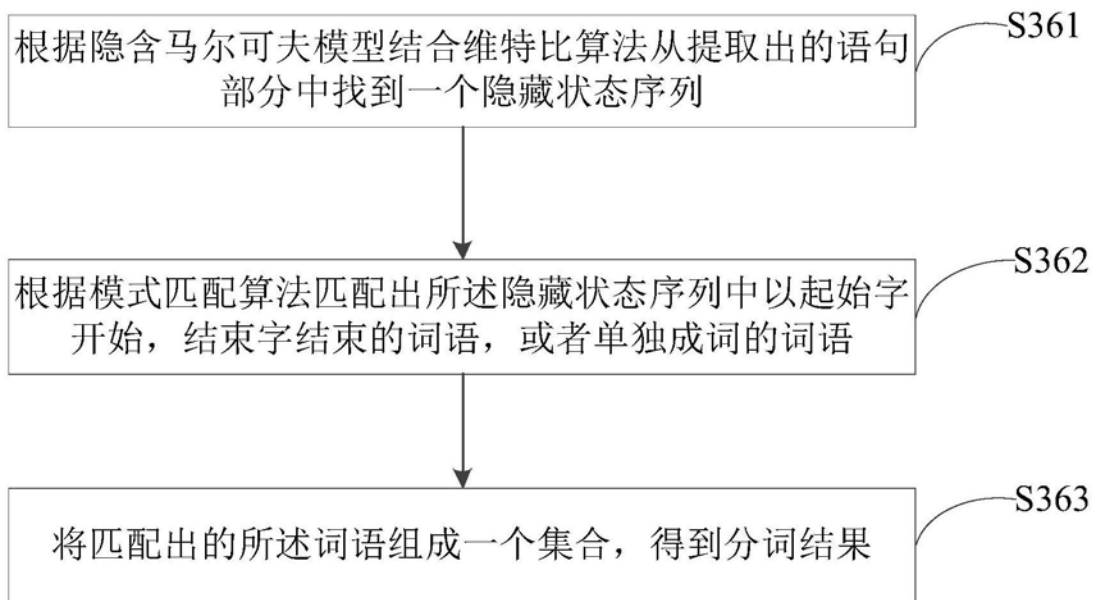 根据隐含马尔可夫模型结合维特比算法从提取出的语句
部分中找到一个隐藏状态序列
S361
根据模式匹配算法匹配出所述隐藏状态序列中以起始字
开始，结束字结束的词语，或者单独成词的词语
S362
将匹配出的所述词语组成一个集合，得到分词结果
S363